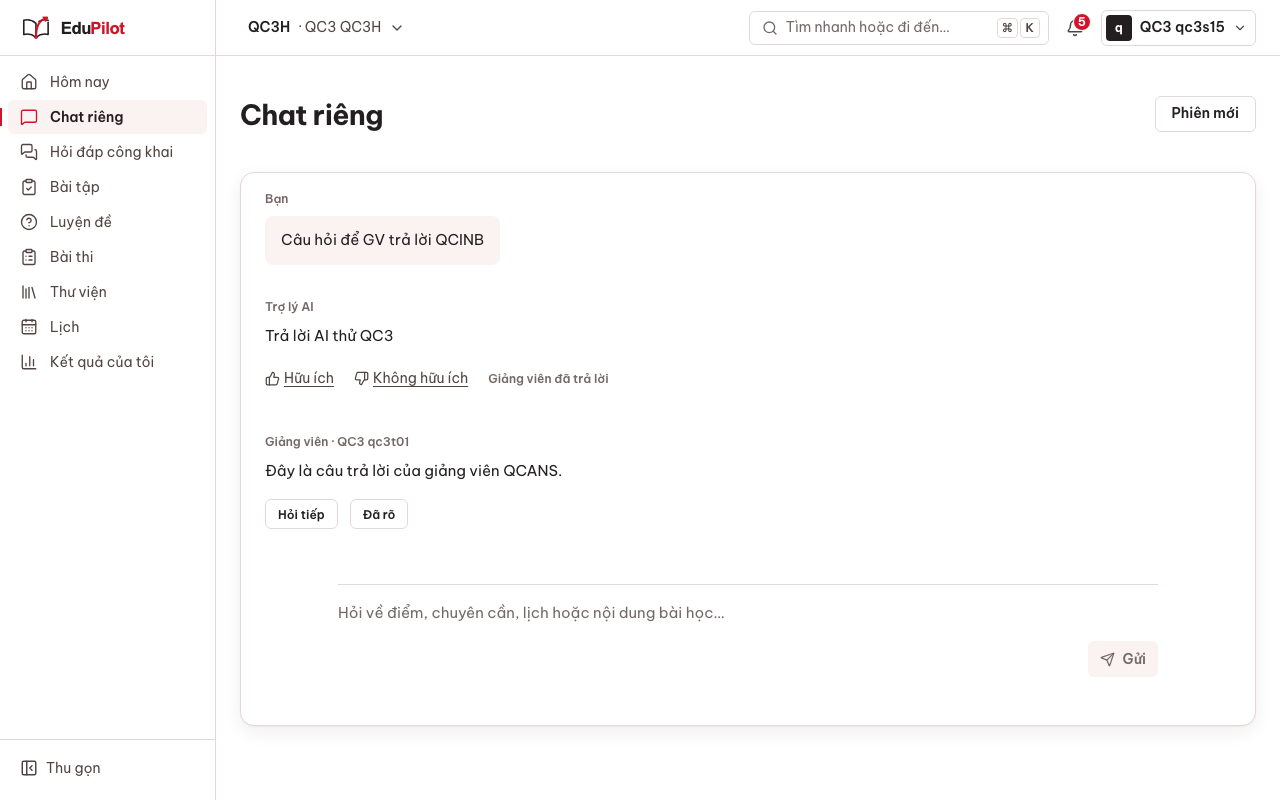 EduPilot
QC3H · QC3 QC3H
Tìm nhanh hoặc đi đến... ⌘ K
5
q QC3 qc3s15
Hôm nay
Chat riêng
Hỏi đáp công khai
Bài tập
Luyện đề
Bài thi
Thư viện
Lịch
Kết quả của tôi
Thu gọn
Chat riêng
Phiên mới
Bạn
Câu hỏi để GV trả lời QCINB
Trợ lý AI
Trả lời AI thử QC3
Hữu ích Không hữu ích Giảng viên đã trả lời
Giảng viên · QC3 qc3t01
Đây là câu trả lời của giảng viên QCANS.
Hỏi tiếp Đã rõ
Hỏi về điểm, chuyên cần, lịch hoặc nội dung bài học...
Gửi